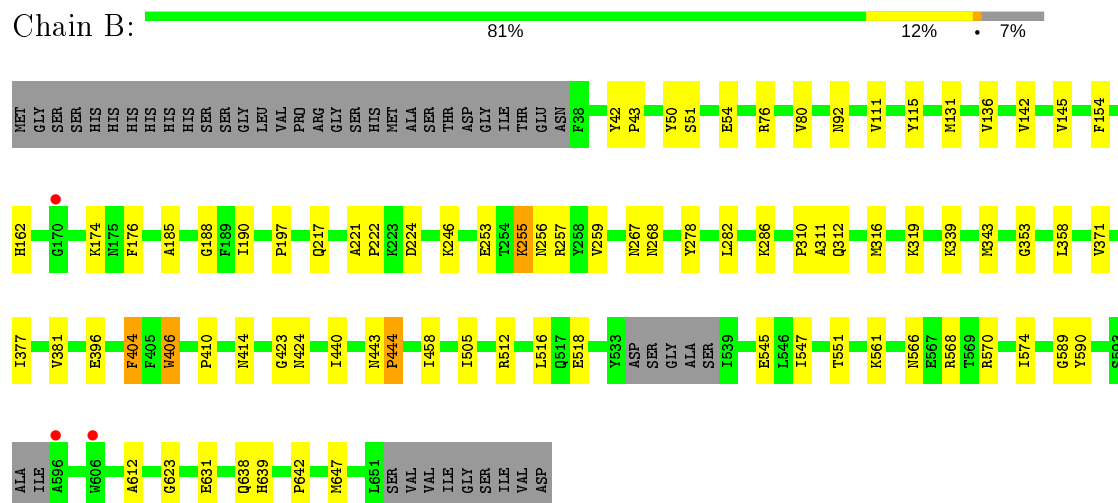 Chain B:
81% 12% • 7%
MET GLY SER SER HIS HIS HIS HIS HIS HIS SER SER GLY LEU VAL PRO ARG GLY SER HIS MET ALA SER THR ASP GLY ILE THR GLU ASN F38 Y42 P43 Y50 S51 E54 R76 V80 N92 V111 Y115 M131 V136 V142 V145 F154
H162 G170 K174 N175 F176 A185 G188 F189 I190 P197 Q217 A221 P222 K223 D224 K246 E253 T254 K255 N256 R257 Y258 V259 N267 N268 Y278 L282 K286 P310 A311 Q312 M316 K319 K339 M343 G353 L358 V371
I377 V381 E396 F404 F405 W406 P410 N414 G423 N424 I440 N443 P444 I458 I505 R512 L516 Q517 E518 Y533 ASP SER GLY ALA SER I539 E545 L546 I547 T551 K561 N566 E567 R568 T569 R570 I574 G589 Y590 S593
ALA ILE A596 W606 A612 G623 E631 Q638 H639 P642 M647 L651 SER VAL VAL ILE GLY SER ILE VAL ASP